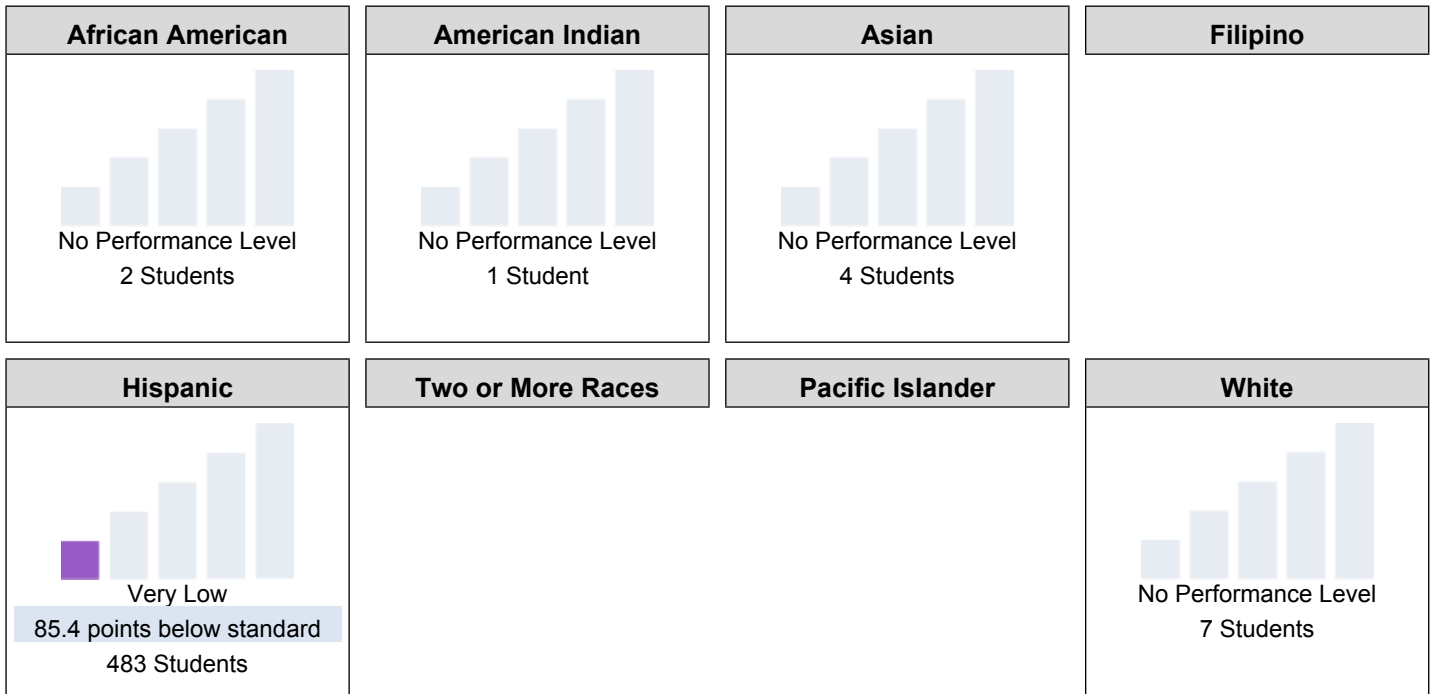 African American
No Performance Level
2 Students
American Indian
No Performance Level
1 Student
Asian
No Performance Level
4 Students
Filipino
Hispanic
Very Low
85.4 points below standard
483 Students
Two or More Races
Pacific Islander
White
No Performance Level
7 Students